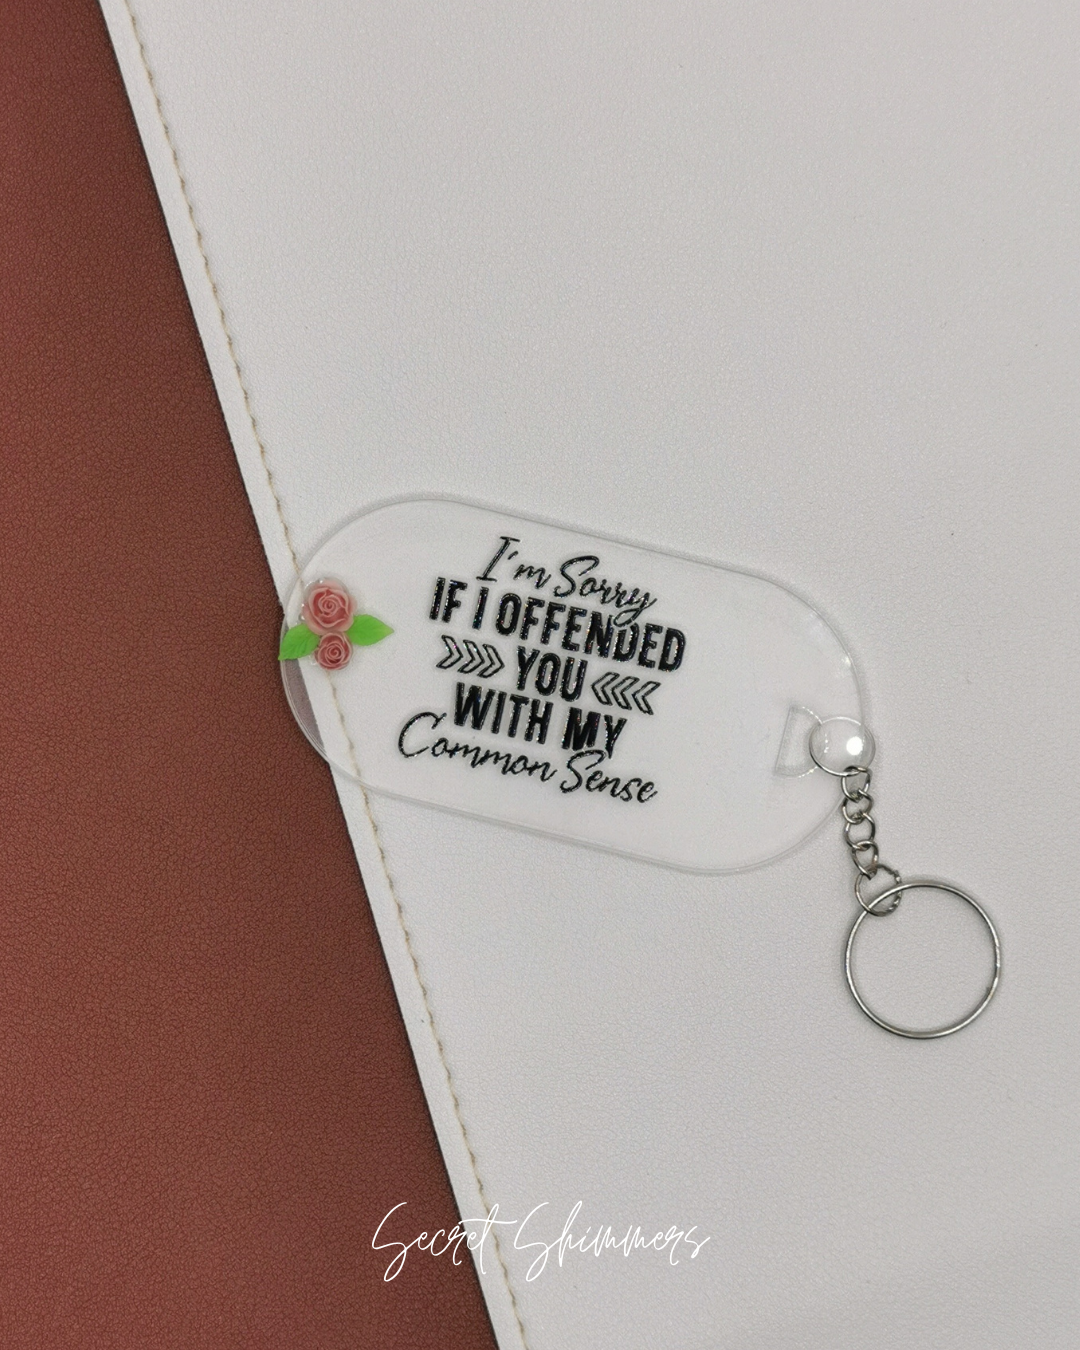 I'm Sorry
IF I OFFENDED
>>>> YOU <<<<
WITH MY
Common Sense
Secret Shimmers